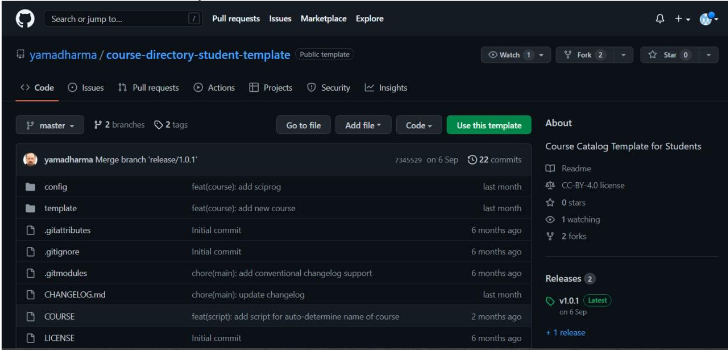 Search or jump to... / Pull requests Issues Marketplace Explore
yamadharma / course-directory-student-template Public template Watch 1 Fork 2 Star 0
Code Issues Pull requests Actions Projects Security Insights
master 2 branches 2 tags Go to file Add file Code Use this template
yamadharma Merge branch 'release/1.0.1' 7345529 on 6 Sep 22 commits
config feat(course): add sciprog last month
template feat(course): add new course last month
.gitattributes Initial commit 6 months ago
.gitignore Initial commit 6 months ago
.gitmodules chore(main): add conventional changelog support 6 months ago
CHANGELOG.md chore(main): update changelog last month
COURSE feat(script): add script for auto-determine name of course 2 months ago
LICENSE Initial commit 6 months ago
About
Course Catalog Template for Students
Readme
CC-BY-4.0 license
0 stars
1 watching
2 forks
Releases 2
v1.0.1 Latest
on 6 Sep
+ 1 release